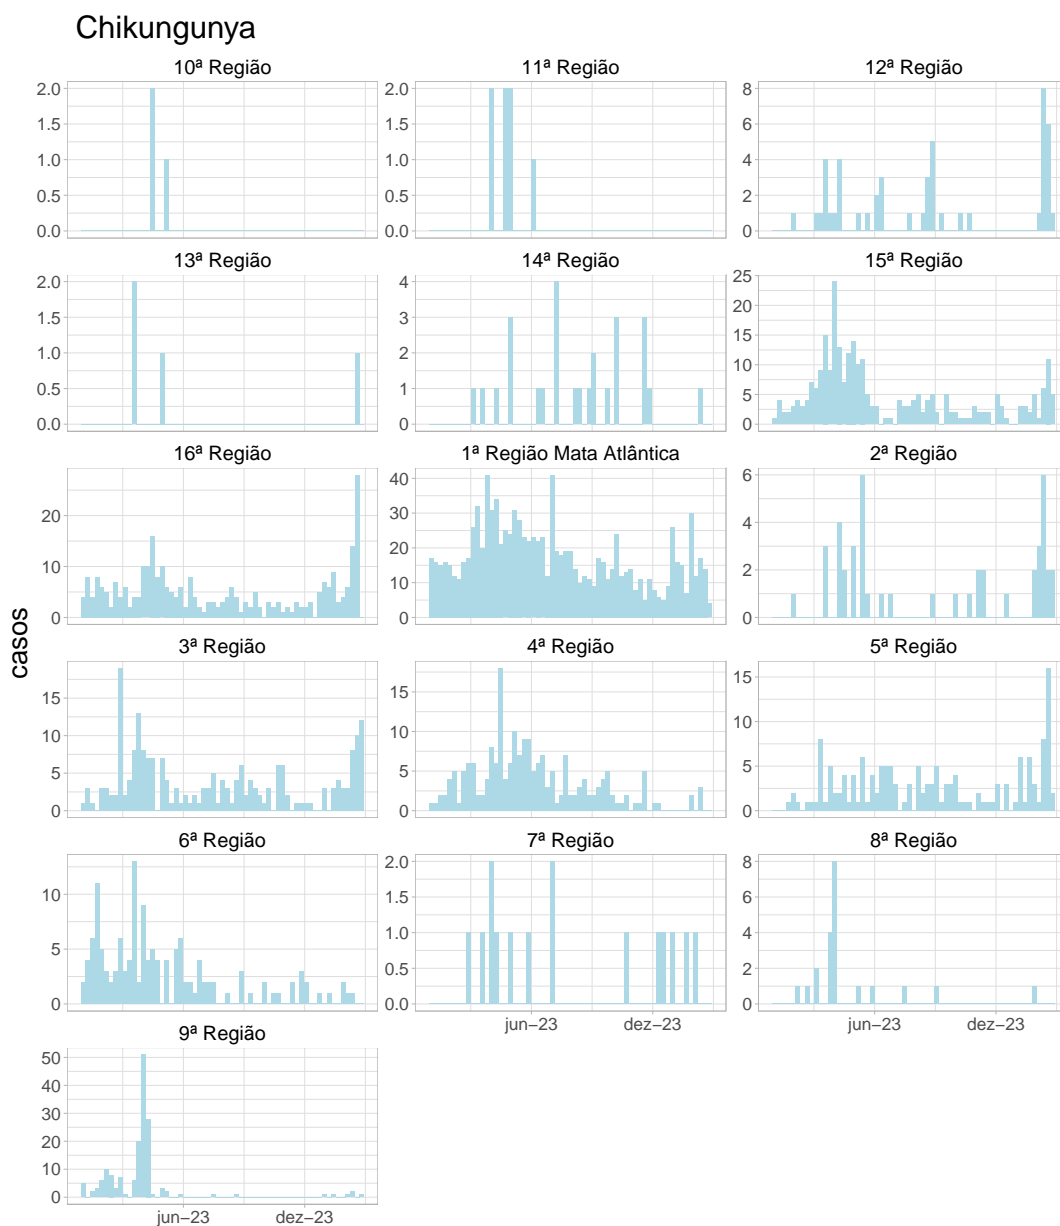 Chikungunya
10ª Região 11ª Região 12ª Região
2.0 2.0 8
1.5 1.5 6
1.0 1.0 4
0.5 0.5 2
0.0 0.0 0
13ª Região 14ª Região 15ª Região
2.0 4 25
1.5 3 20
1.0 2 15
0.5 1 10
0.0 0 5
0
16ª Região 1ª Região Mata Atlântica 2ª Região
20 40 6
10 30 4
0 20 2
10 0
0
casos
3ª Região 4ª Região 5ª Região
15 15 15
10 10 10
5 5 5
0 0 0
6ª Região 7ª Região 8ª Região
10 2.0 8
5 1.5 6
0 1.0 4
0.5 2
0.0 0
jun–23 dez–23 jun–23 dez–23
9ª Região
50
40
30
20
10
0
jun–23 dez–23